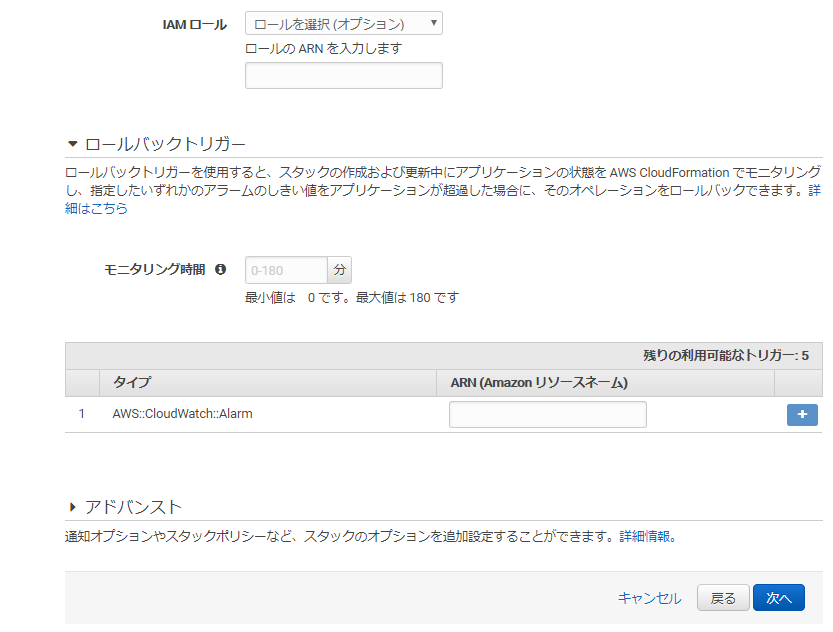 IAM ロール ロールを選択 (オプション)
ロールの ARN を入力します
ロールバックトリガー
ロールバックトリガーを使用すると、スタックの作成および更新中にアプリケーションの状態を AWS CloudFormation でモニタリング
し、指定したいずれかのアラームのしきい値をアプリケーションが超過した場合に、そのオペレーションをロールバックできます。詳
細はこちら
モニタリング時間 0-180 分
最小値は 0 です。最大値は 180 です
残りの利用可能なトリガー: 5
タイプ ARN (Amazon リソースネーム)
1 AWS::CloudWatch::Alarm +
アドバンスト
通知オプションやスタックポリシーなど、スタックのオプションを追加設定することができます。詳細情報。
キャンセル 戻る 次へ